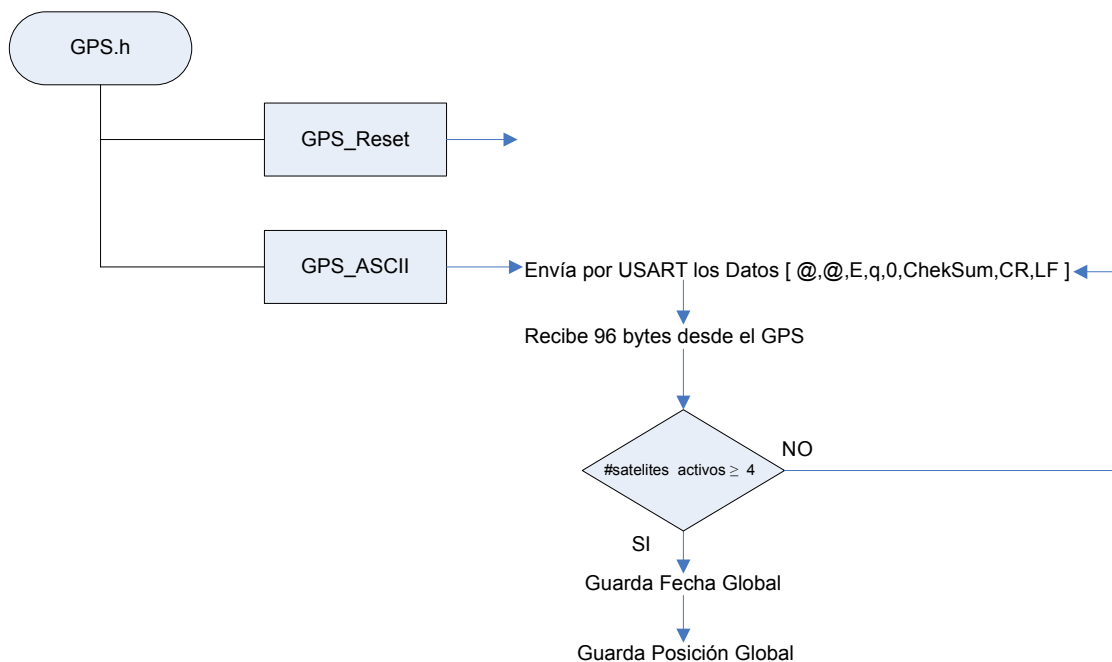 GPS.h
GPS_Reset
GPS_ASCII
Envía por USART los Datos [ @,@,E,q,0,ChekSum,CR,LF ]
Recibe 96 bytes desde el GPS
#satelites activos ≥ 4
NO
SI
Guarda Fecha Global
Guarda Posición Global